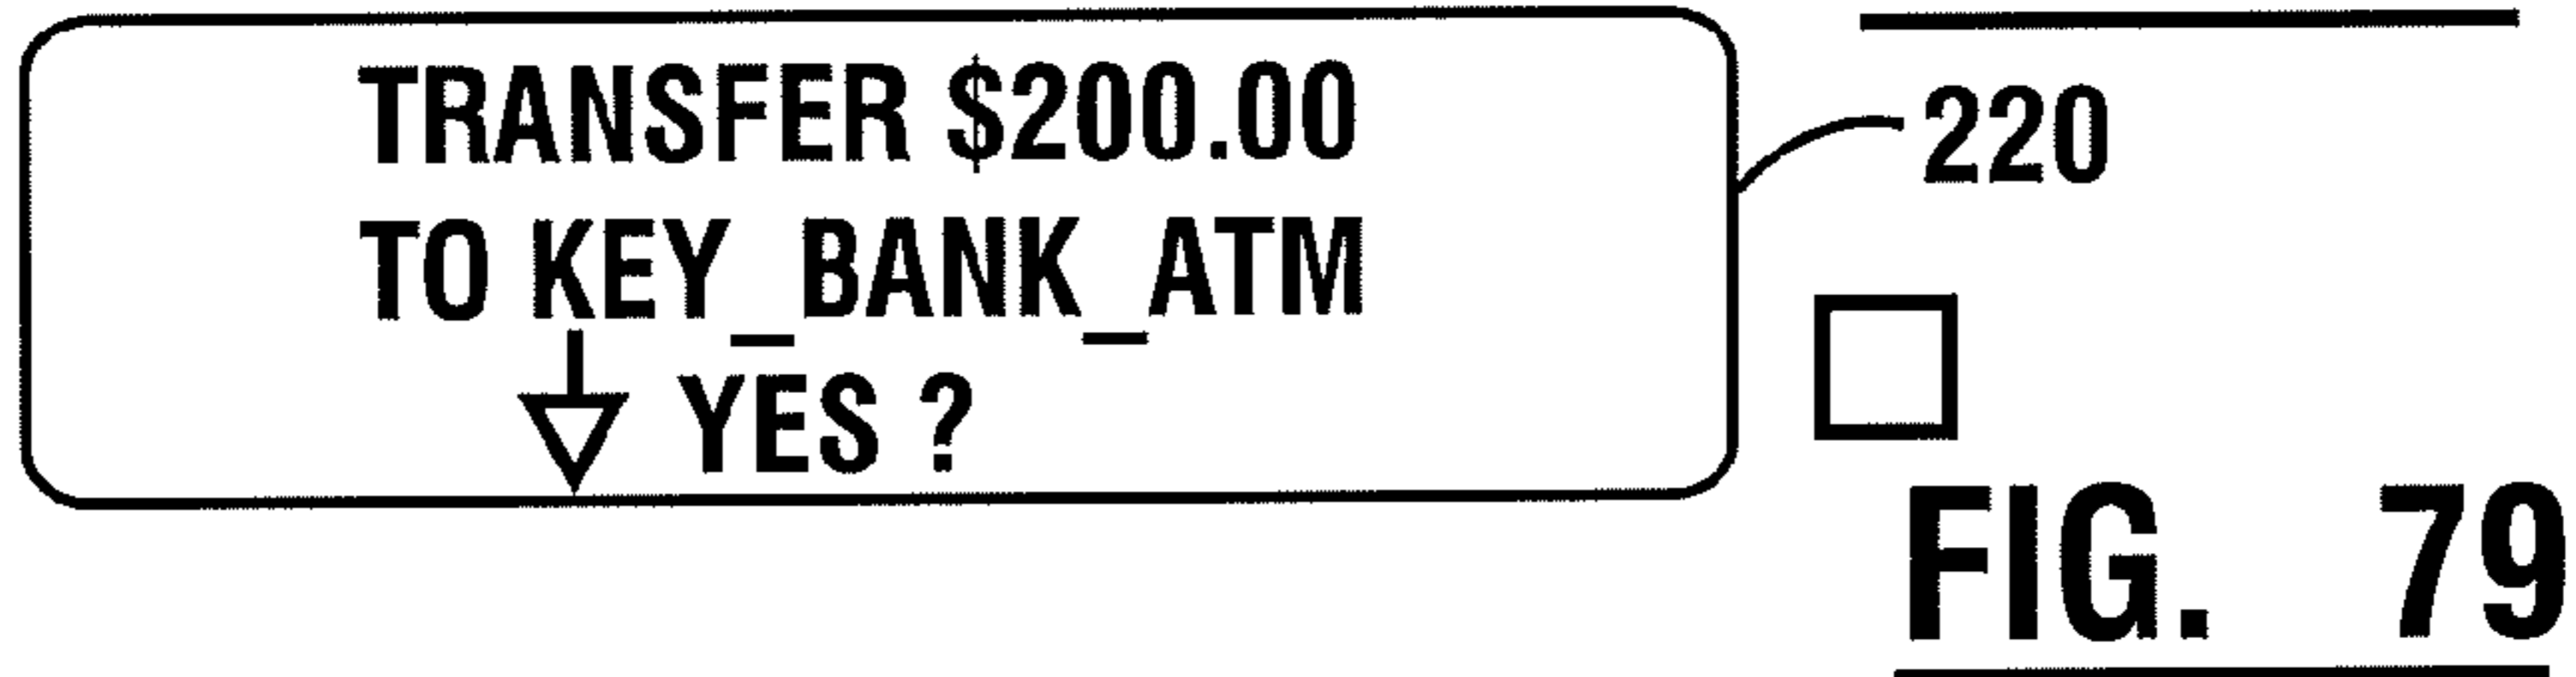 TRANSFER $200.00
TO KEY_BANK_ATM
YES ?
220
FIG. 79